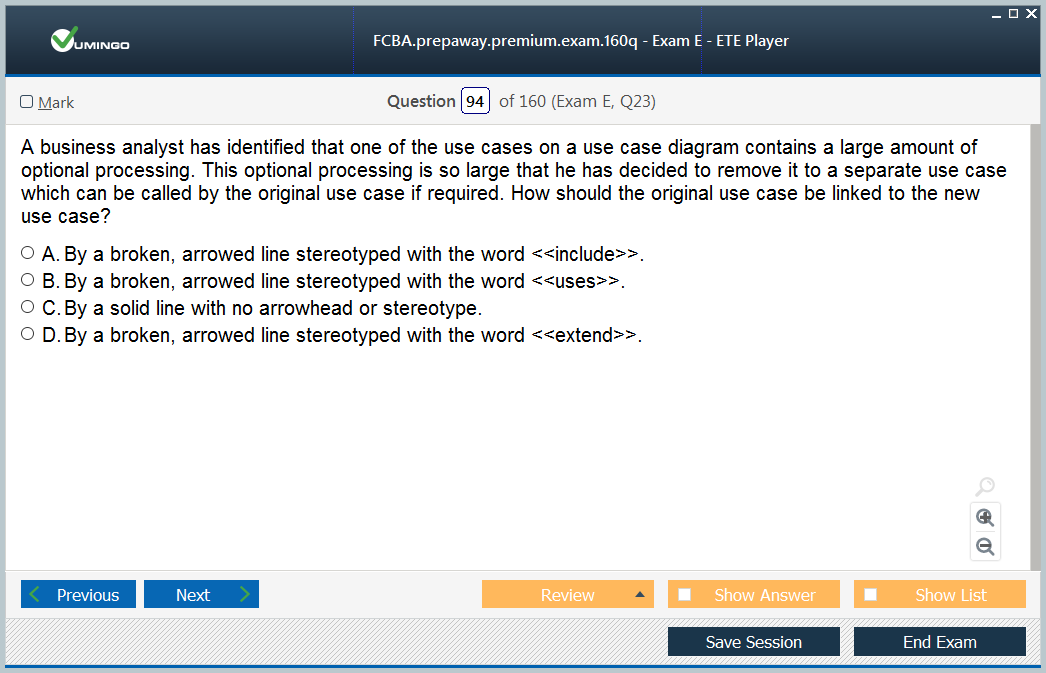 VUMINGO
FCBA.prepaway.premium.exam.160q - Exam E - ETE Player
Mark
Question 94 of 160 (Exam E, Q23)
A business analyst has identified that one of the use cases on a use case diagram contains a large amount of
optional processing. This optional processing is so large that he has decided to remove it to a separate use case
which can be called by the original use case if required. How should the original use case be linked to the new
use case?
A. By a broken, arrowed line stereotyped with the word <<include>>.
B. By a broken, arrowed line stereotyped with the word <<uses>>.
C. By a solid line with no arrowhead or stereotype.
D. By a broken, arrowed line stereotyped with the word <<extend>>.
Previous
Next
Review
Show Answer
Show List
Save Session
End Exam